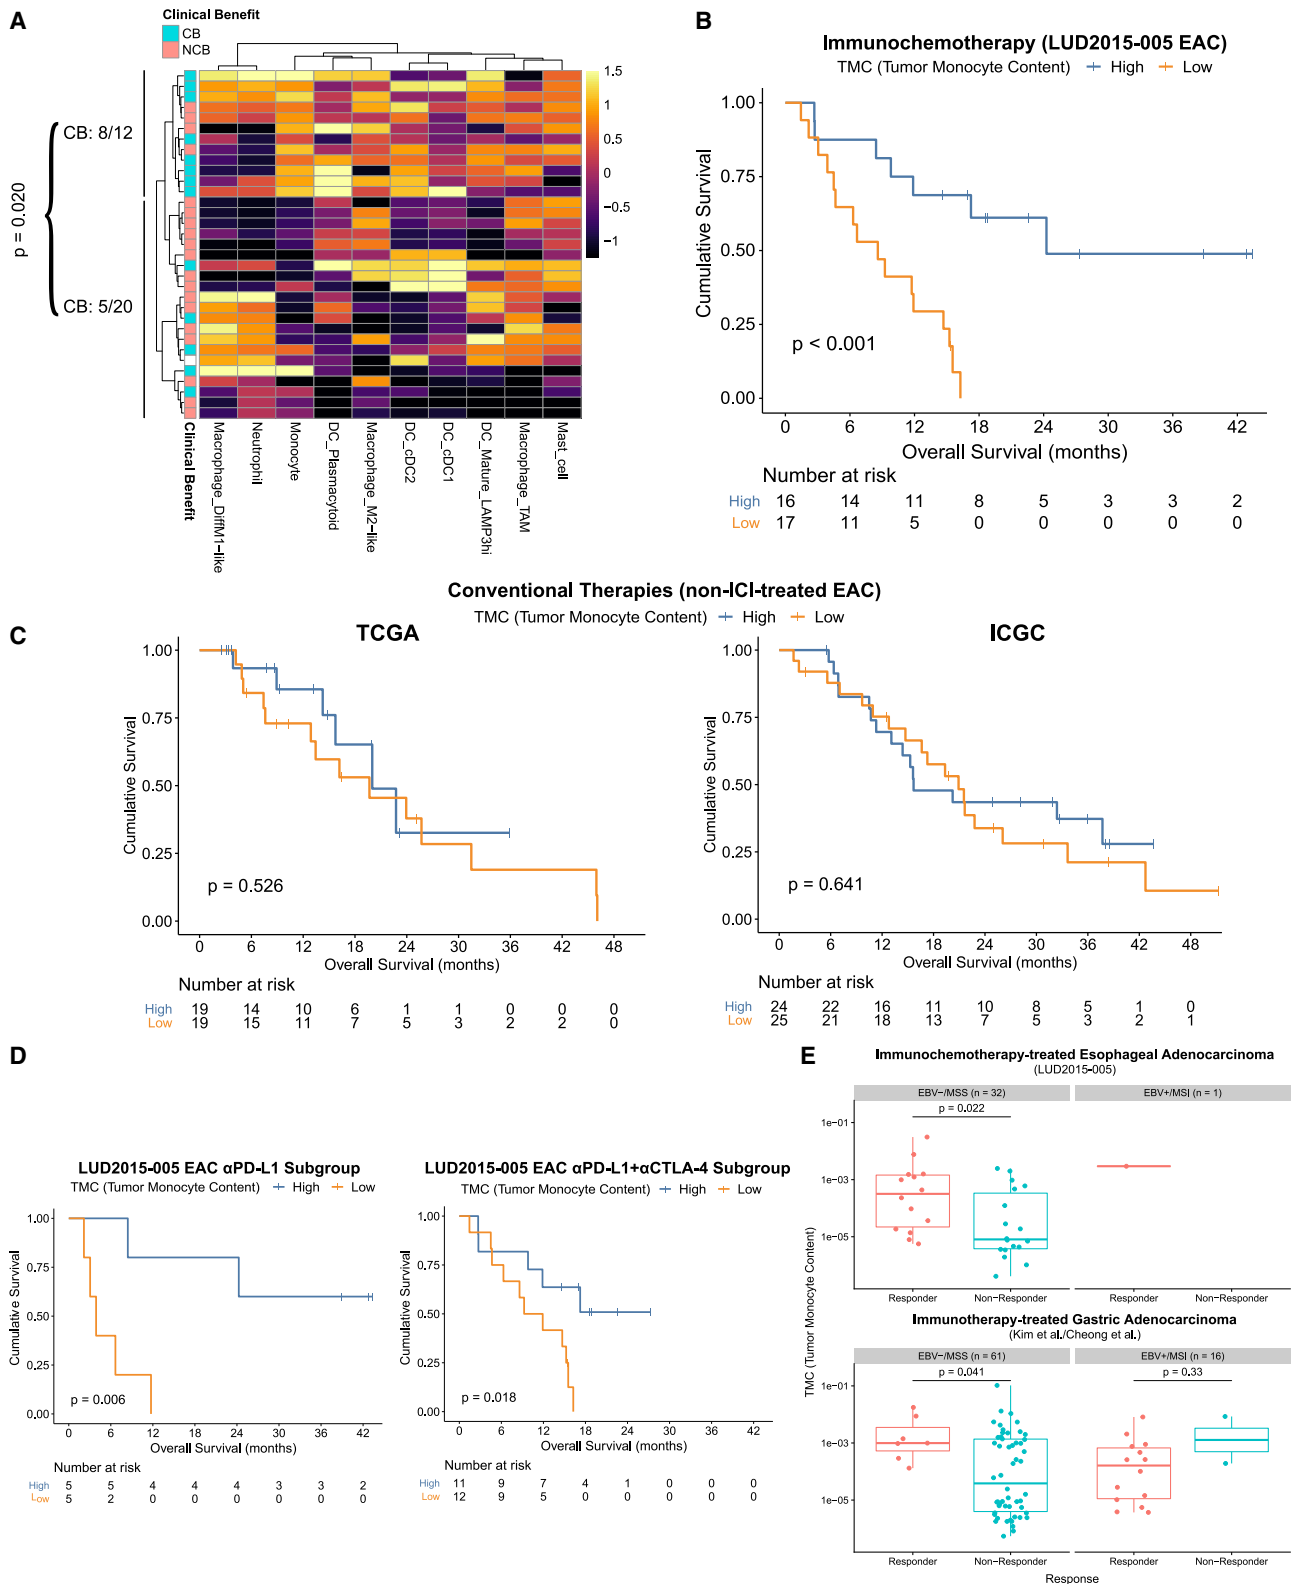 A
Clinical Benefit
CB
NCB
1.5
1
0.5
0
−0.5
−1
CB: 8/12
p = 0.020
CB: 5/20
Clinical Benefit
Macrophage_DiffM1−like
Neutrophil
Monocyte
DC_Plasmacytoid
Macrophage_M2−like
DC_cDC2
DC_cDC1
DC_Mature_LAMP3hi
Macrophage_TAM
Mast_cell
B
Immunochemotherapy (LUD2015-005 EAC)
TMC (Tumor Monocyte Content) High Low
Cumulative Survival
1.00
0.75
0.50
0.25
0.00
p < 0.001
0 6 12 18 24 30 36 42
Overall Survival (months)
Number at risk
High 16 14 11 8 5 3 3 2
Low 17 11 5 0 0 0 0 0
Conventional Therapies (non-ICI-treated EAC)
TMC (Tumor Monocyte Content) High Low
C
TCGA
Cumulative Survival
1.00
0.75
0.50
0.25
0.00
p = 0.526
0 6 12 18 24 30 36 42 48
Overall Survival (months)
Number at risk
High 19 14 10 6 1 1 0 0 0
Low 19 15 11 7 5 3 2 2 0
ICGC
Cumulative Survival
1.00
0.75
0.50
0.25
0.00
p = 0.641
0 6 12 18 24 30 36 42 48
Overall Survival (months)
Number at risk
High 24 22 16 11 10 8 5 1 0
Low 25 21 18 13 7 5 3 2 1
D
LUD2015-005 EAC αPD-L1 Subgroup
TMC (Tumor Monocyte Content) High Low
Cumulative Survival
1.00
0.75
0.50
0.25
0.00
p = 0.006
0 6 12 18 24 30 36 42
Overall Survival (months)
Number at risk
High 5 5 4 4 4 3 3 2
Low 5 2 0 0 0 0 0 0
LUD2015-005 EAC αPD-L1+αCTLA-4 Subgroup
TMC (Tumor Monocyte Content) High Low
Cumulative Survival
1.00
0.75
0.50
0.25
0.00
p = 0.018
0 6 12 18 24 30 36 42
Overall Survival (months)
Number at risk
High 11 9 7 4 1 0 0 0
Low 12 9 5 0 0 0 0 0
E
Immunochemotherapy-treated Esophageal Adenocarcinoma
(LUD2015-005)
EBV−/MSS (n = 32)
EBV+/MSI (n = 1)
p = 0.022
1e−01
1e−03
1e−05
Responder Non−Responder Responder Non−Responder
TMC (Tumor Monocyte Content)
Immunotherapy-treated Gastric Adenocarcinoma
(Kim et al./Cheong et al.)
EBV−/MSS (n = 61)
EBV+/MSI (n = 16)
p = 0.041
p = 0.33
1e−01
1e−03
1e−05
Responder Non−Responder Responder Non−Responder
Response